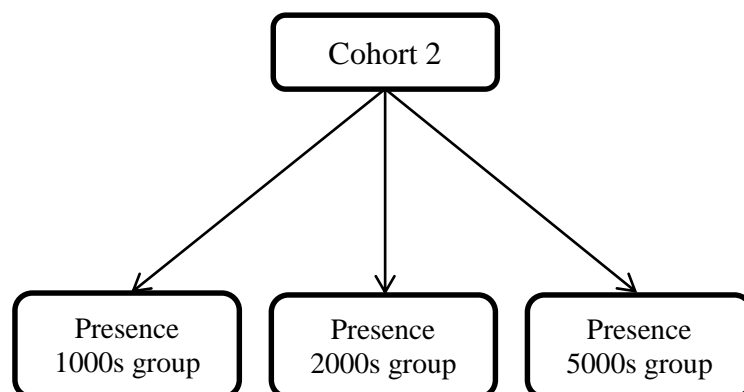 Cohort 2
Presence
1000s group
Presence
2000s group
Presence
5000s group